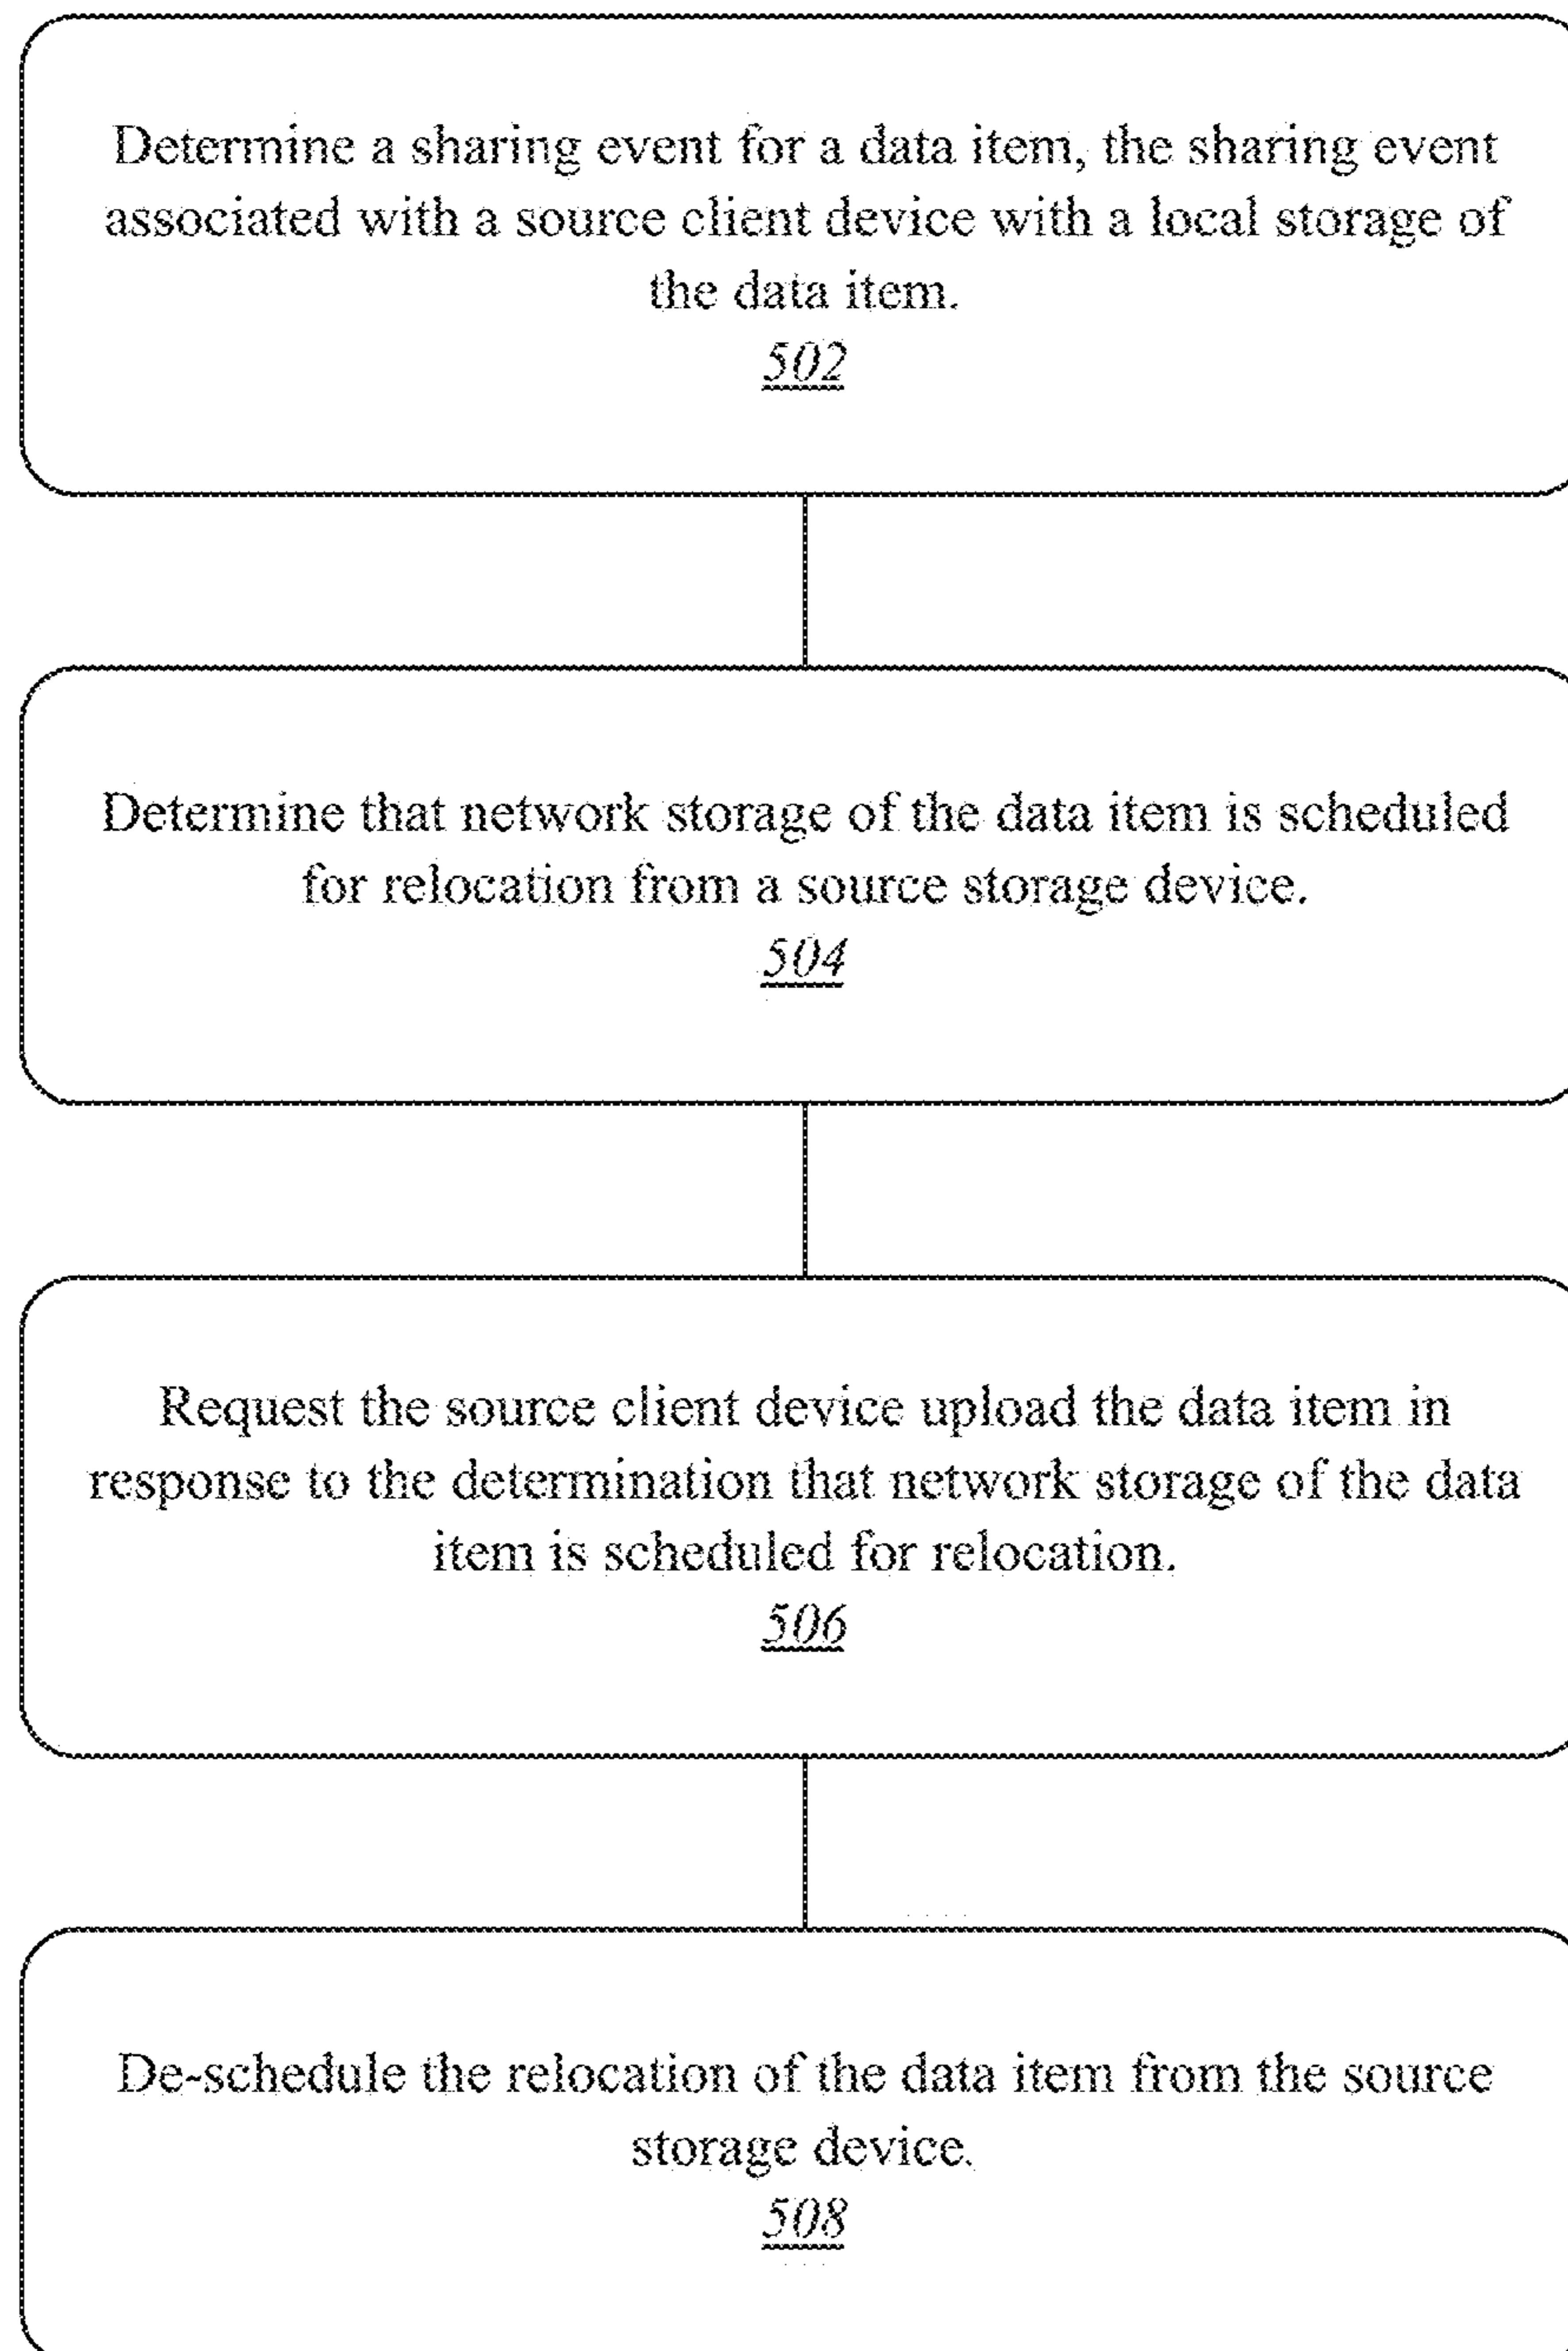 Determine a sharing event for a data item, the sharing event
associated with a source client device with a local storage of
the data item.
502
Determine that network storage of the data item is scheduled
for relocation from a source storage device.
504
Request the source client device upload the data item in
response to the determination that network storage of the data
item is scheduled for relocation.
506
De-schedule the relocation of the data item from the source
storage device.
508